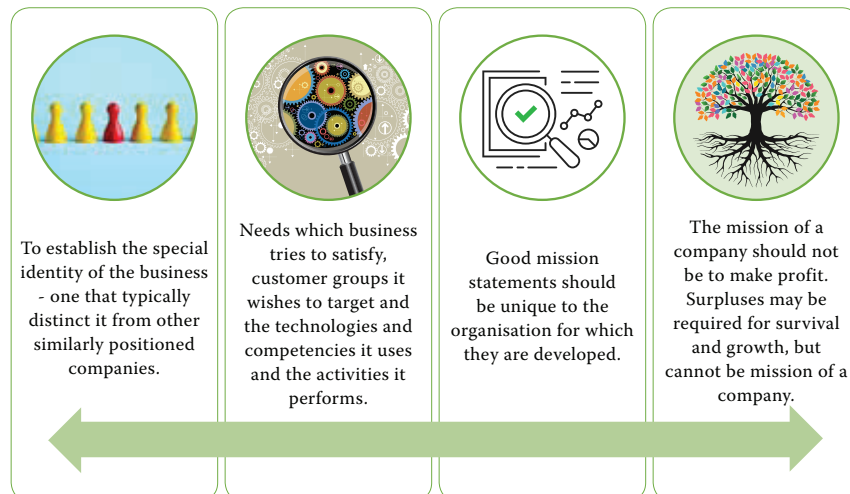 To establish the special
identity of the business
- one that typically
distinct it from other
similarly positioned
companies.
Needs which business
tries to satisfy,
customer groups it
wishes to target and
the technologies and
competencies it uses
and the activities it
performs.
Good mission
statements should
be unique to the
organisation for which
they are developed.
The mission of a
company should not
be to make profit.
Surpluses may be
required for survival
and growth, but
cannot be mission of a
company.